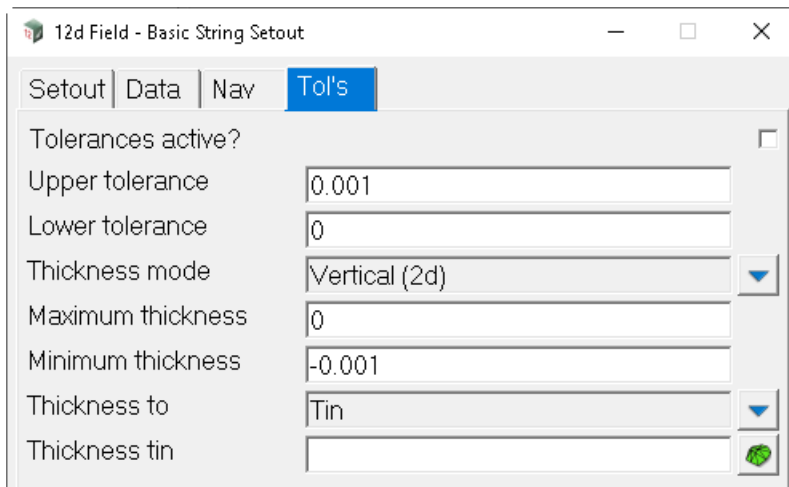 12d Field - Basic String Setout
Setout Data Nav Tol's
Tolerances active?
Upper tolerance 0.001
Lower tolerance 0
Thickness mode Vertical (2d)
Maximum thickness 0
Minimum thickness -0.001
Thickness to Tin
Thickness tin